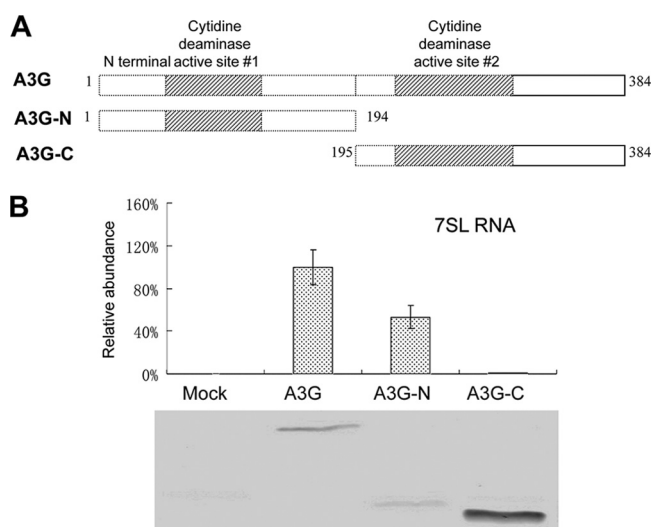 A
Cytidine deaminase active site #1
Cytidine deaminase active site #2
N terminal
A3G 1 384
A3G-N 1 194
A3G-C 195 384
B
7SL RNA
Relative abundance
160%
120%
80%
40%
0%
Mock A3G A3G-N A3G-C